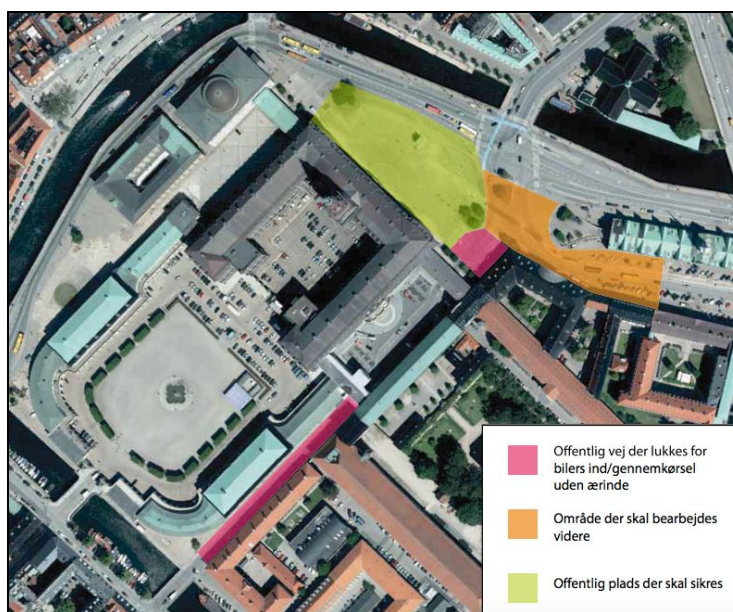 Offentlig vej der lukkes for
bilers ind/gennemkørsel
uden ærinde
Område der skal bearbejdes
videre
Offentlig plads der skal sikres